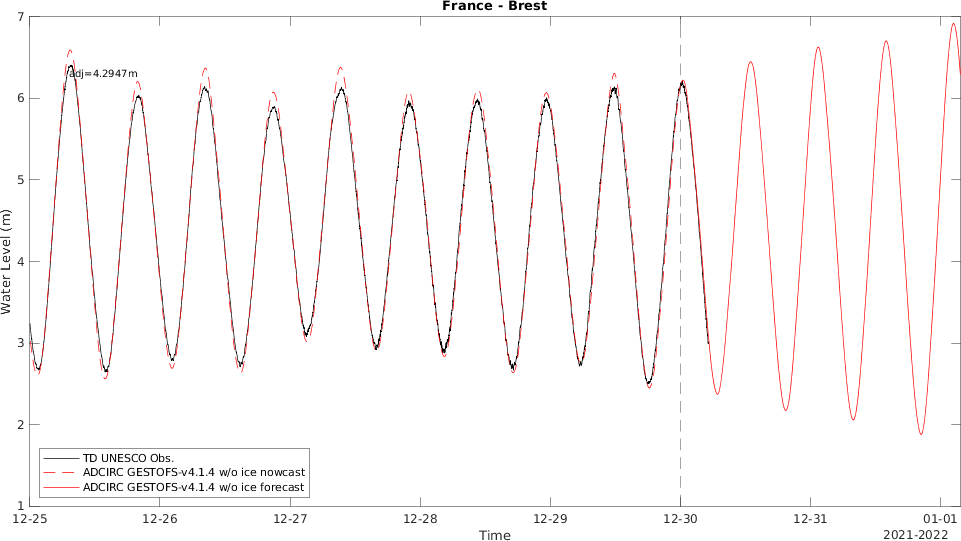 France - Brest
7
6
5
4
3
2
1
Water Level (m)
adj=4.2947m
TD UNESCO Obs.
ADCIRC GESTOFS-v4.1.4 w/o ice nowcast
ADCIRC GESTOFS-v4.1.4 w/o ice forecast
12-25 12-26 12-27 12-28 12-29 12-30 12-31 01-01
Time
2021-2022